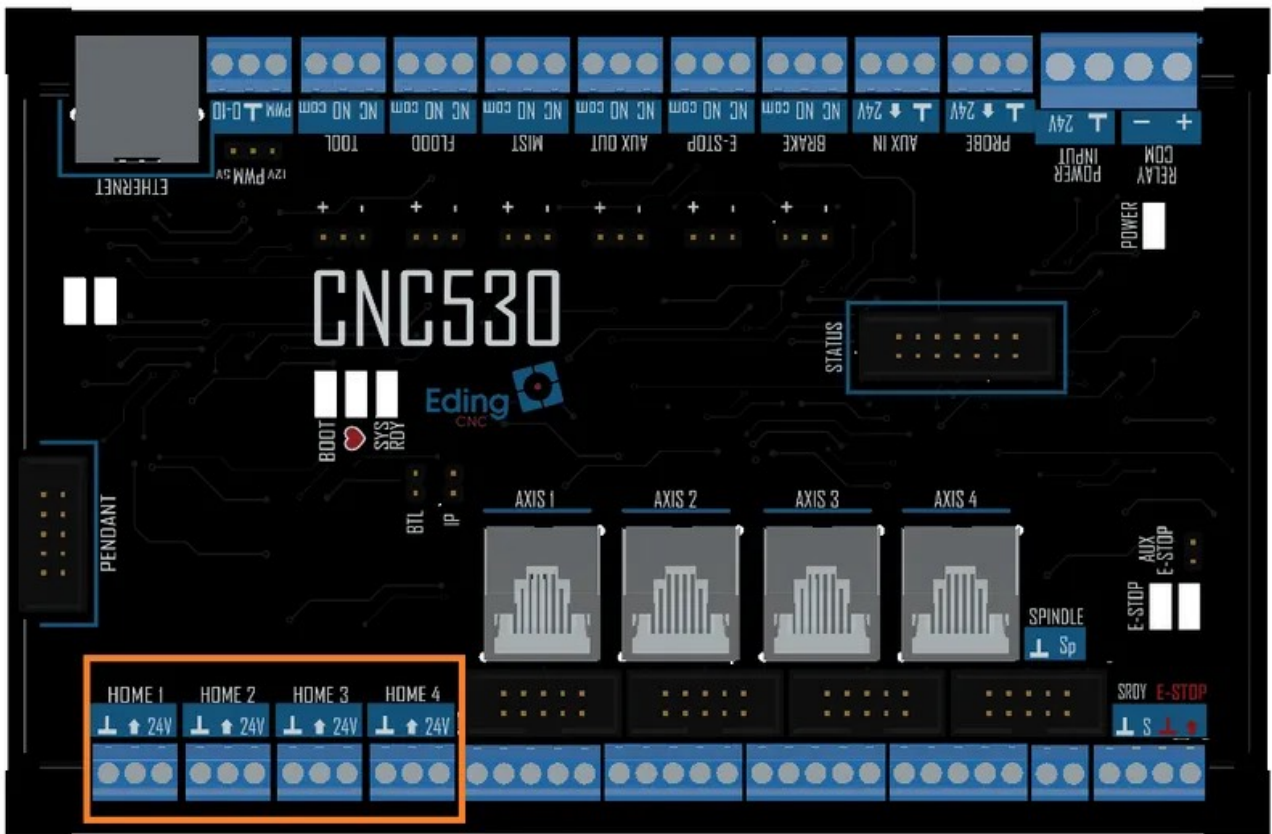 0-10 ⊥ PWM
com NO NC
com NO NC
com NO NC
com NO NC
com NO NC
com NO NC
24V ⬆ ⊥
24V ⬆ ⊥
24V ⊥
- +
ETHERNET
5V PWM 12V
TOOL
FLOOD
MIST
AUX OUT
E-STOP
BRAKE
AUX IN
PROBE
POWER
INPUT
RELAY
COM
+ -
+ -
+ -
+ -
+ -
+ -
POWER
CNC530
STATUS
Eding
CNC
BOOT
SYS
RDY
PENDANT
BTL
IP
AXIS 1
AXIS 2
AXIS 3
AXIS 4
AUX
E-STOP
E-STOP
SPINDLE
⊥ Sp
HOME 1
HOME 2
HOME 3
HOME 4
⊥ ⬆ 24V
⊥ ⬆ 24V
⊥ ⬆ 24V
⊥ ⬆ 24V
SRDY E-STOP
⊥ S ⊥ ⬆